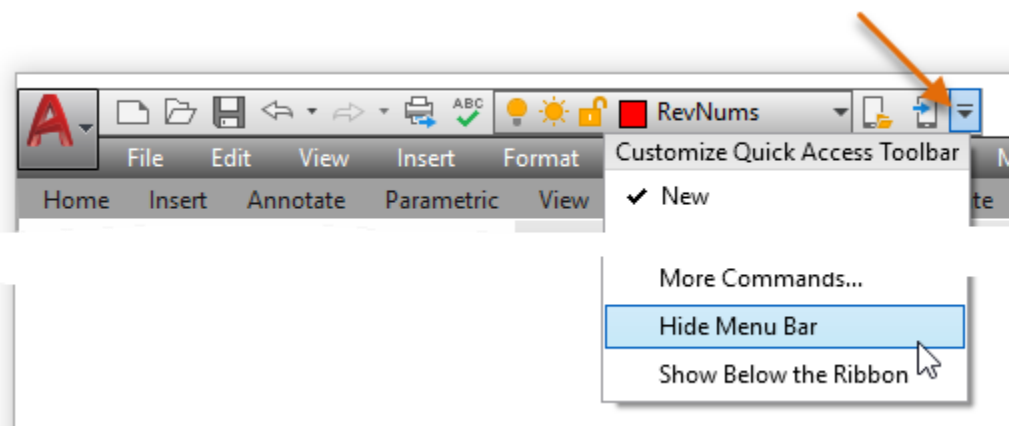 ABC
RevNums
File Edit View Insert Format
Customize Quick Access Toolbar
Home Insert Annotate Parametric View
New
More Commands...
Hide Menu Bar
Show Below the Ribbon